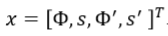 x = [Φ, s, Φ′, s′ ]ᵀ